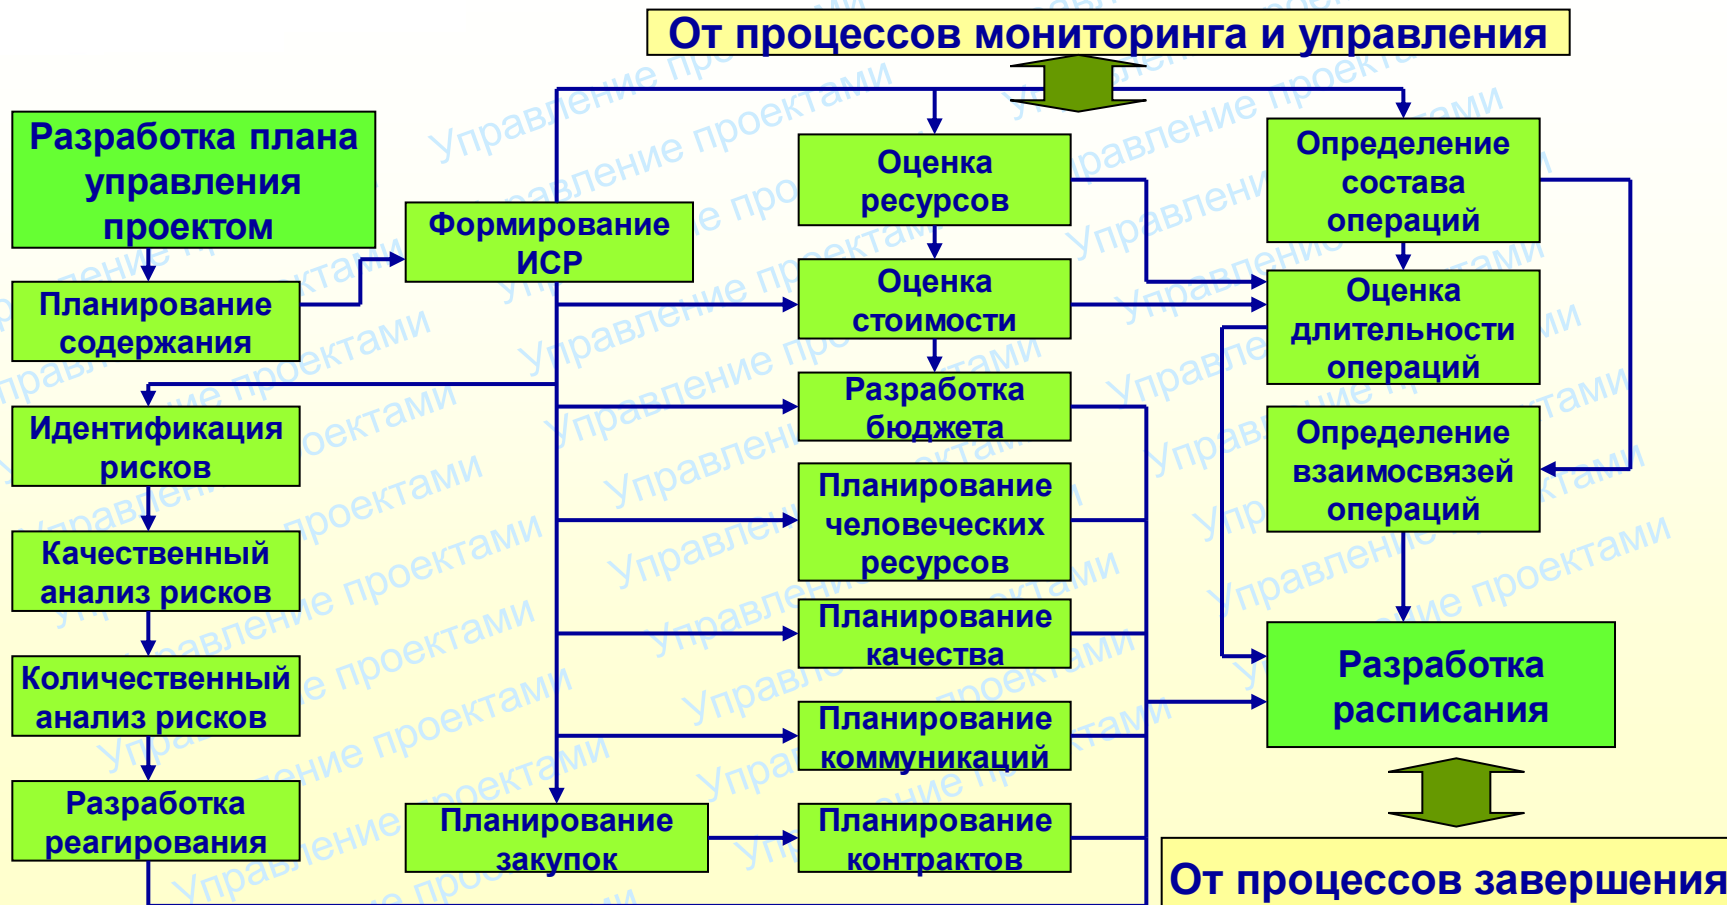 От процессов мониторинга и управления
Разработка плана
управления
проектом
Планирование
содержания
Формирование
ИСР
Идентификация
рисков
Качественный
анализ рисков
Количественный
анализ рисков
Разработка
реагирования
Планирование
закупок
Оценка
ресурсов
Оценка
стоимости
Разработка
бюджета
Планирование
человеческих
ресурсов
Планирование
качества
Планирование
коммуникаций
Планирование
контрактов
Определение
состава
операций
Оценка
длительности
операций
Определение
взаимосвязей
операций
Разработка
расписания
От процессов завершения
Управление проектами